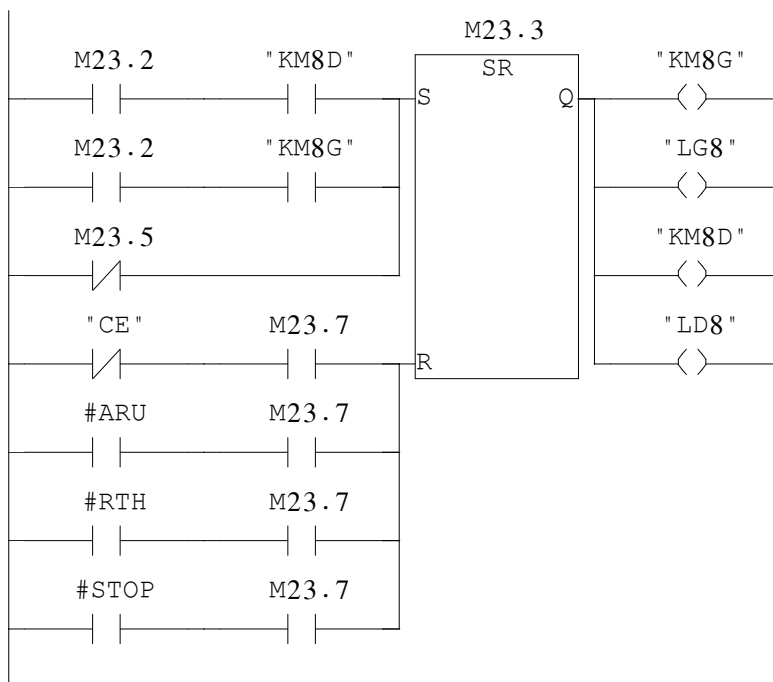 M23.3
M23.2 "KM8D" SR "KM8G"
S Q
M23.2 "KM8G" "LG8"
M23.5 "KM8D"
"CE" M23.7 "LD8"
R
#ARU M23.7
#RTH M23.7
#STOP M23.7